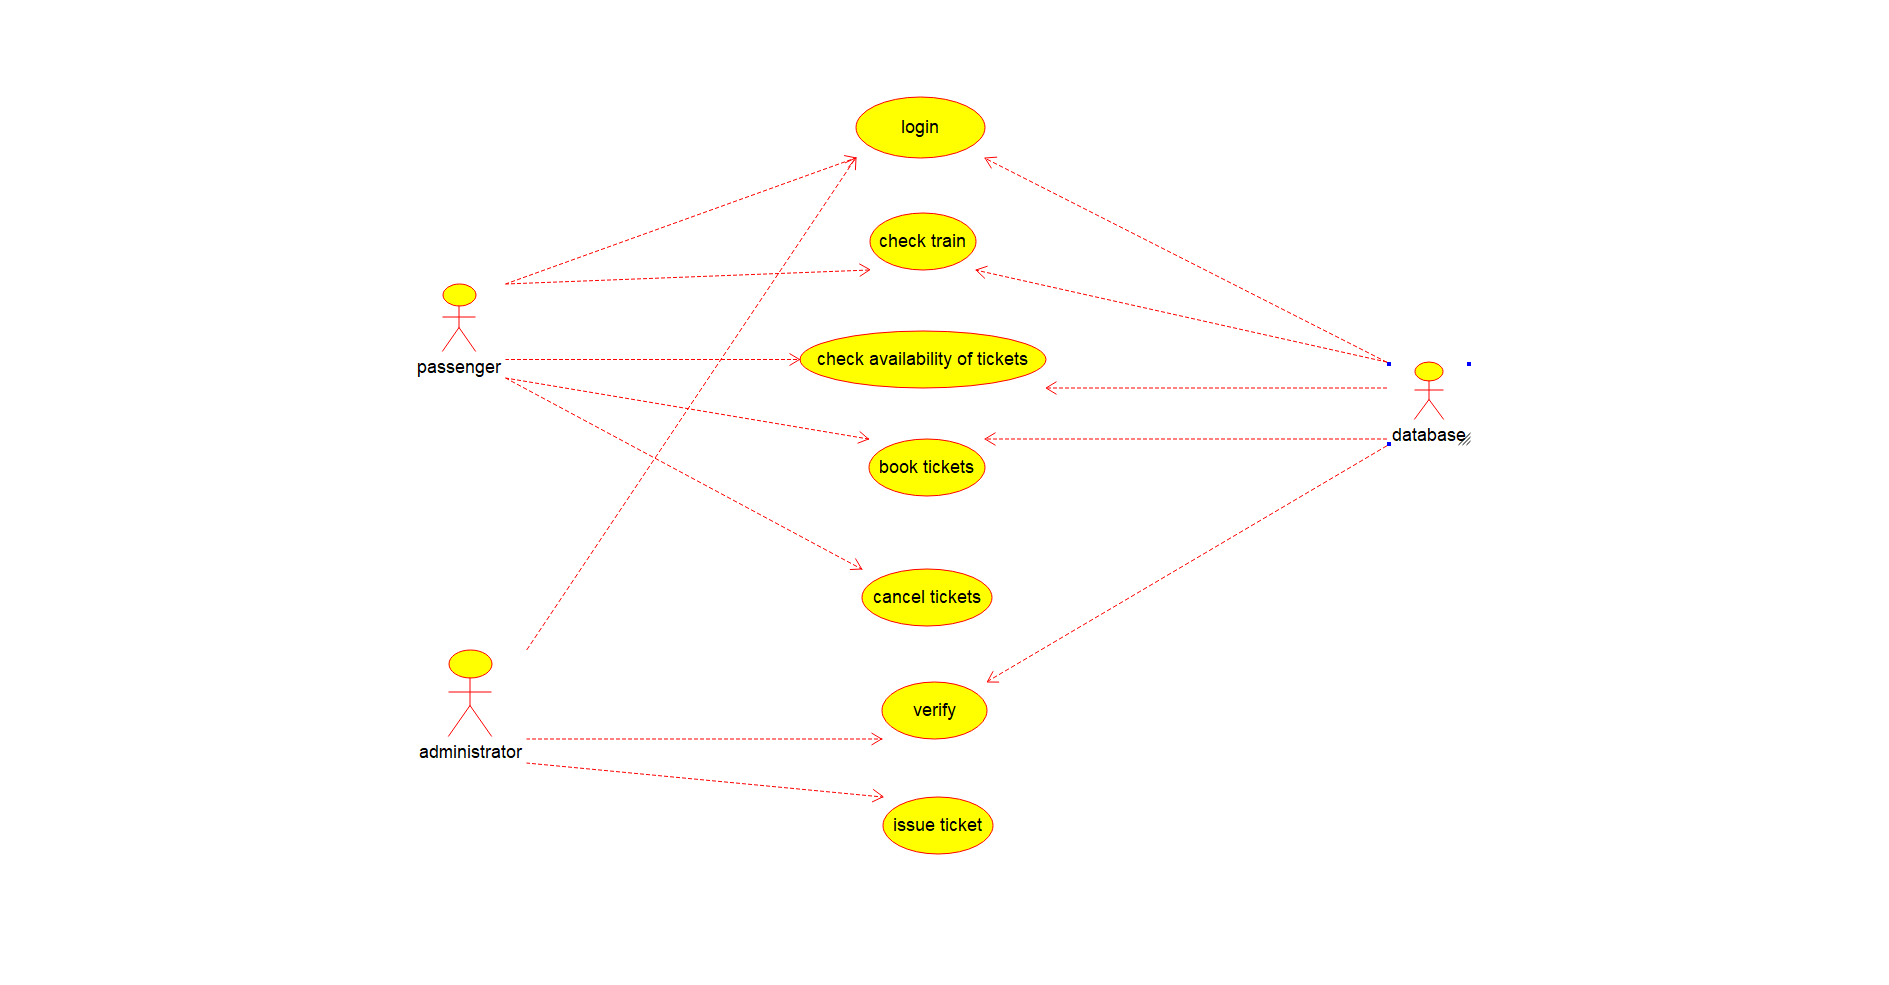 login
check train
passenger
check availability of tickets
database
book tickets
cancel tickets
verify
administrator
issue ticket